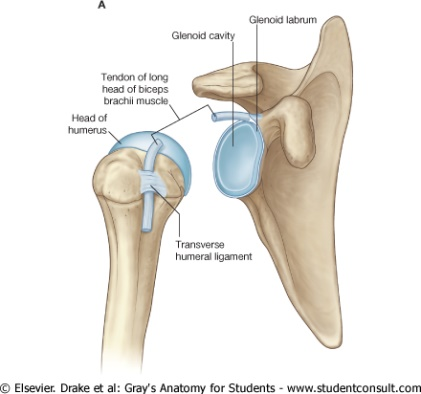 A
Glenoid cavity
Glenoid labrum
Tendon of long
head of biceps
brachii muscle
Head of
humerus
Transverse
humeral ligament
© Elsevier. Drake et al: Gray's Anatomy for Students - www.studentconsult.com